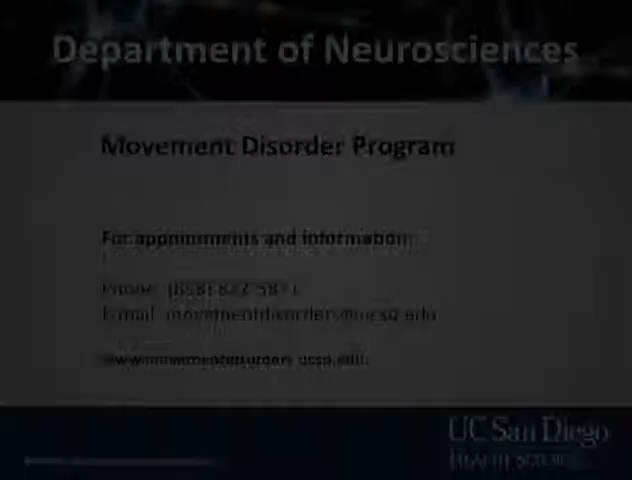 Department of Neurosciences
Movement Disorder Program
For appointments and information:
Phone: (858) 822-5871
E-mail: movementdisorders@ucsd.edu
www.movementdisorders.ucsd.edu
UC San Diego
HEALTH SCIENCES